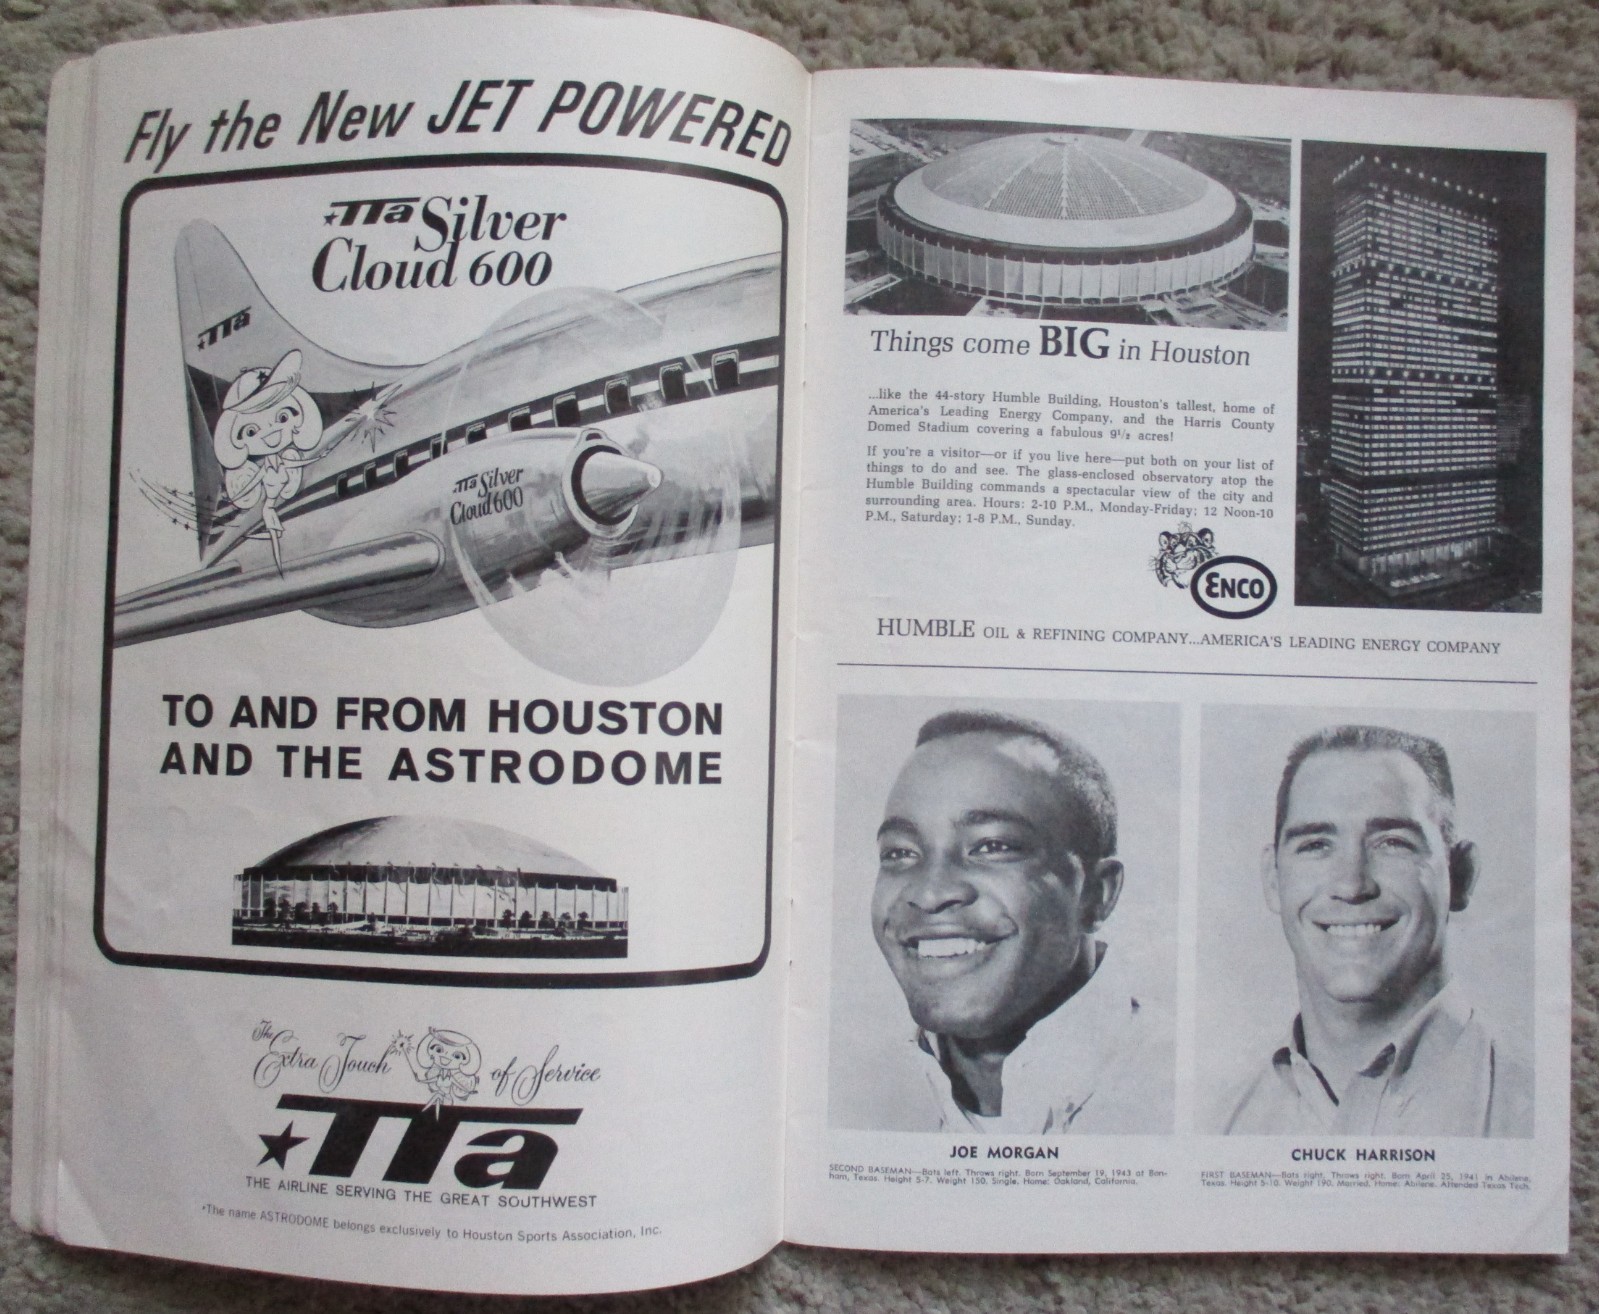 Fly the New JET POWERED
TTa Silver
Cloud 600
TTa
TTa Silver
Cloud 600
TO AND FROM HOUSTON
AND THE ASTRODOME
The Extra Touch of Service
TTa
THE AIRLINE SERVING THE GREAT SOUTHWEST
*The name ASTRODOME belongs exclusively to Houston Sports Association, Inc.
Things come BIG in Houston
...like the 44-story Humble Building, Houston's tallest, home of
America's Leading Energy Company, and the Harris County
Domed Stadium covering a fabulous 9½ acres!
If you're a visitor—or if you live here—put both on your list of
things to do and see. The glass-enclosed observatory atop the
Humble Building commands a spectacular view of the city and
surrounding area. Hours: 2-10 P.M., Monday-Friday; 12 Noon-10
P.M., Saturday; 1-8 P.M., Sunday.
ENCO
HUMBLE OIL & REFINING COMPANY...AMERICA'S LEADING ENERGY COMPANY
JOE MORGAN
SECOND BASEMAN—Bats left. Throws right. Born September 19, 1943 at Bon-
ham, Texas. Height 5-7. Weight 150. Single. Home: Oakland, California.
CHUCK HARRISON
FIRST BASEMAN—Bats right. Throws right. Born April 25, 1941 in Abilene,
Texas. Height 5-10. Weight 190. Married. Home: Abilene. Attended Texas Tech.